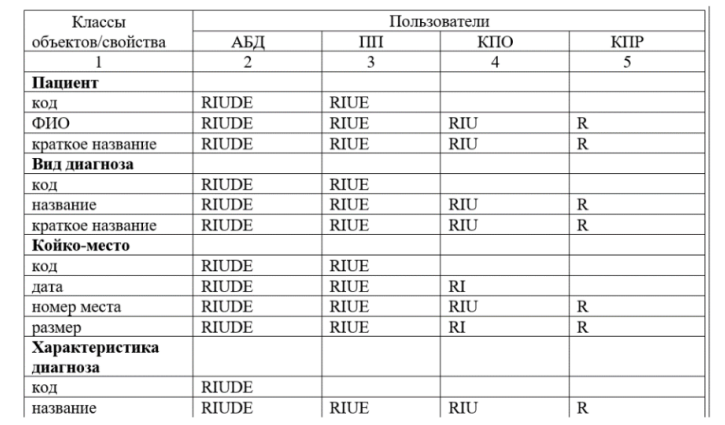 Классы объектов/свойства Пользователи
АБД ПП КПО КПР
1 2 3 4 5
Пациент
код RIUDE RIUE
ФИО RIUDE RIUE RIU R
краткое название RIUDE RIUE RIU R
Вид диагноза
код RIUDE RIUE
название RIUDE RIUE RIU R
краткое название RIUDE RIUE RIU R
Койко-место
код RIUDE RIUE
дата RIUDE RIUE RI
номер места RIUDE RIUE RIU R
размер RIUDE RIUE RI R
Характеристика
диагноза
код RIUDE
название RIUDE RIUE RIU R